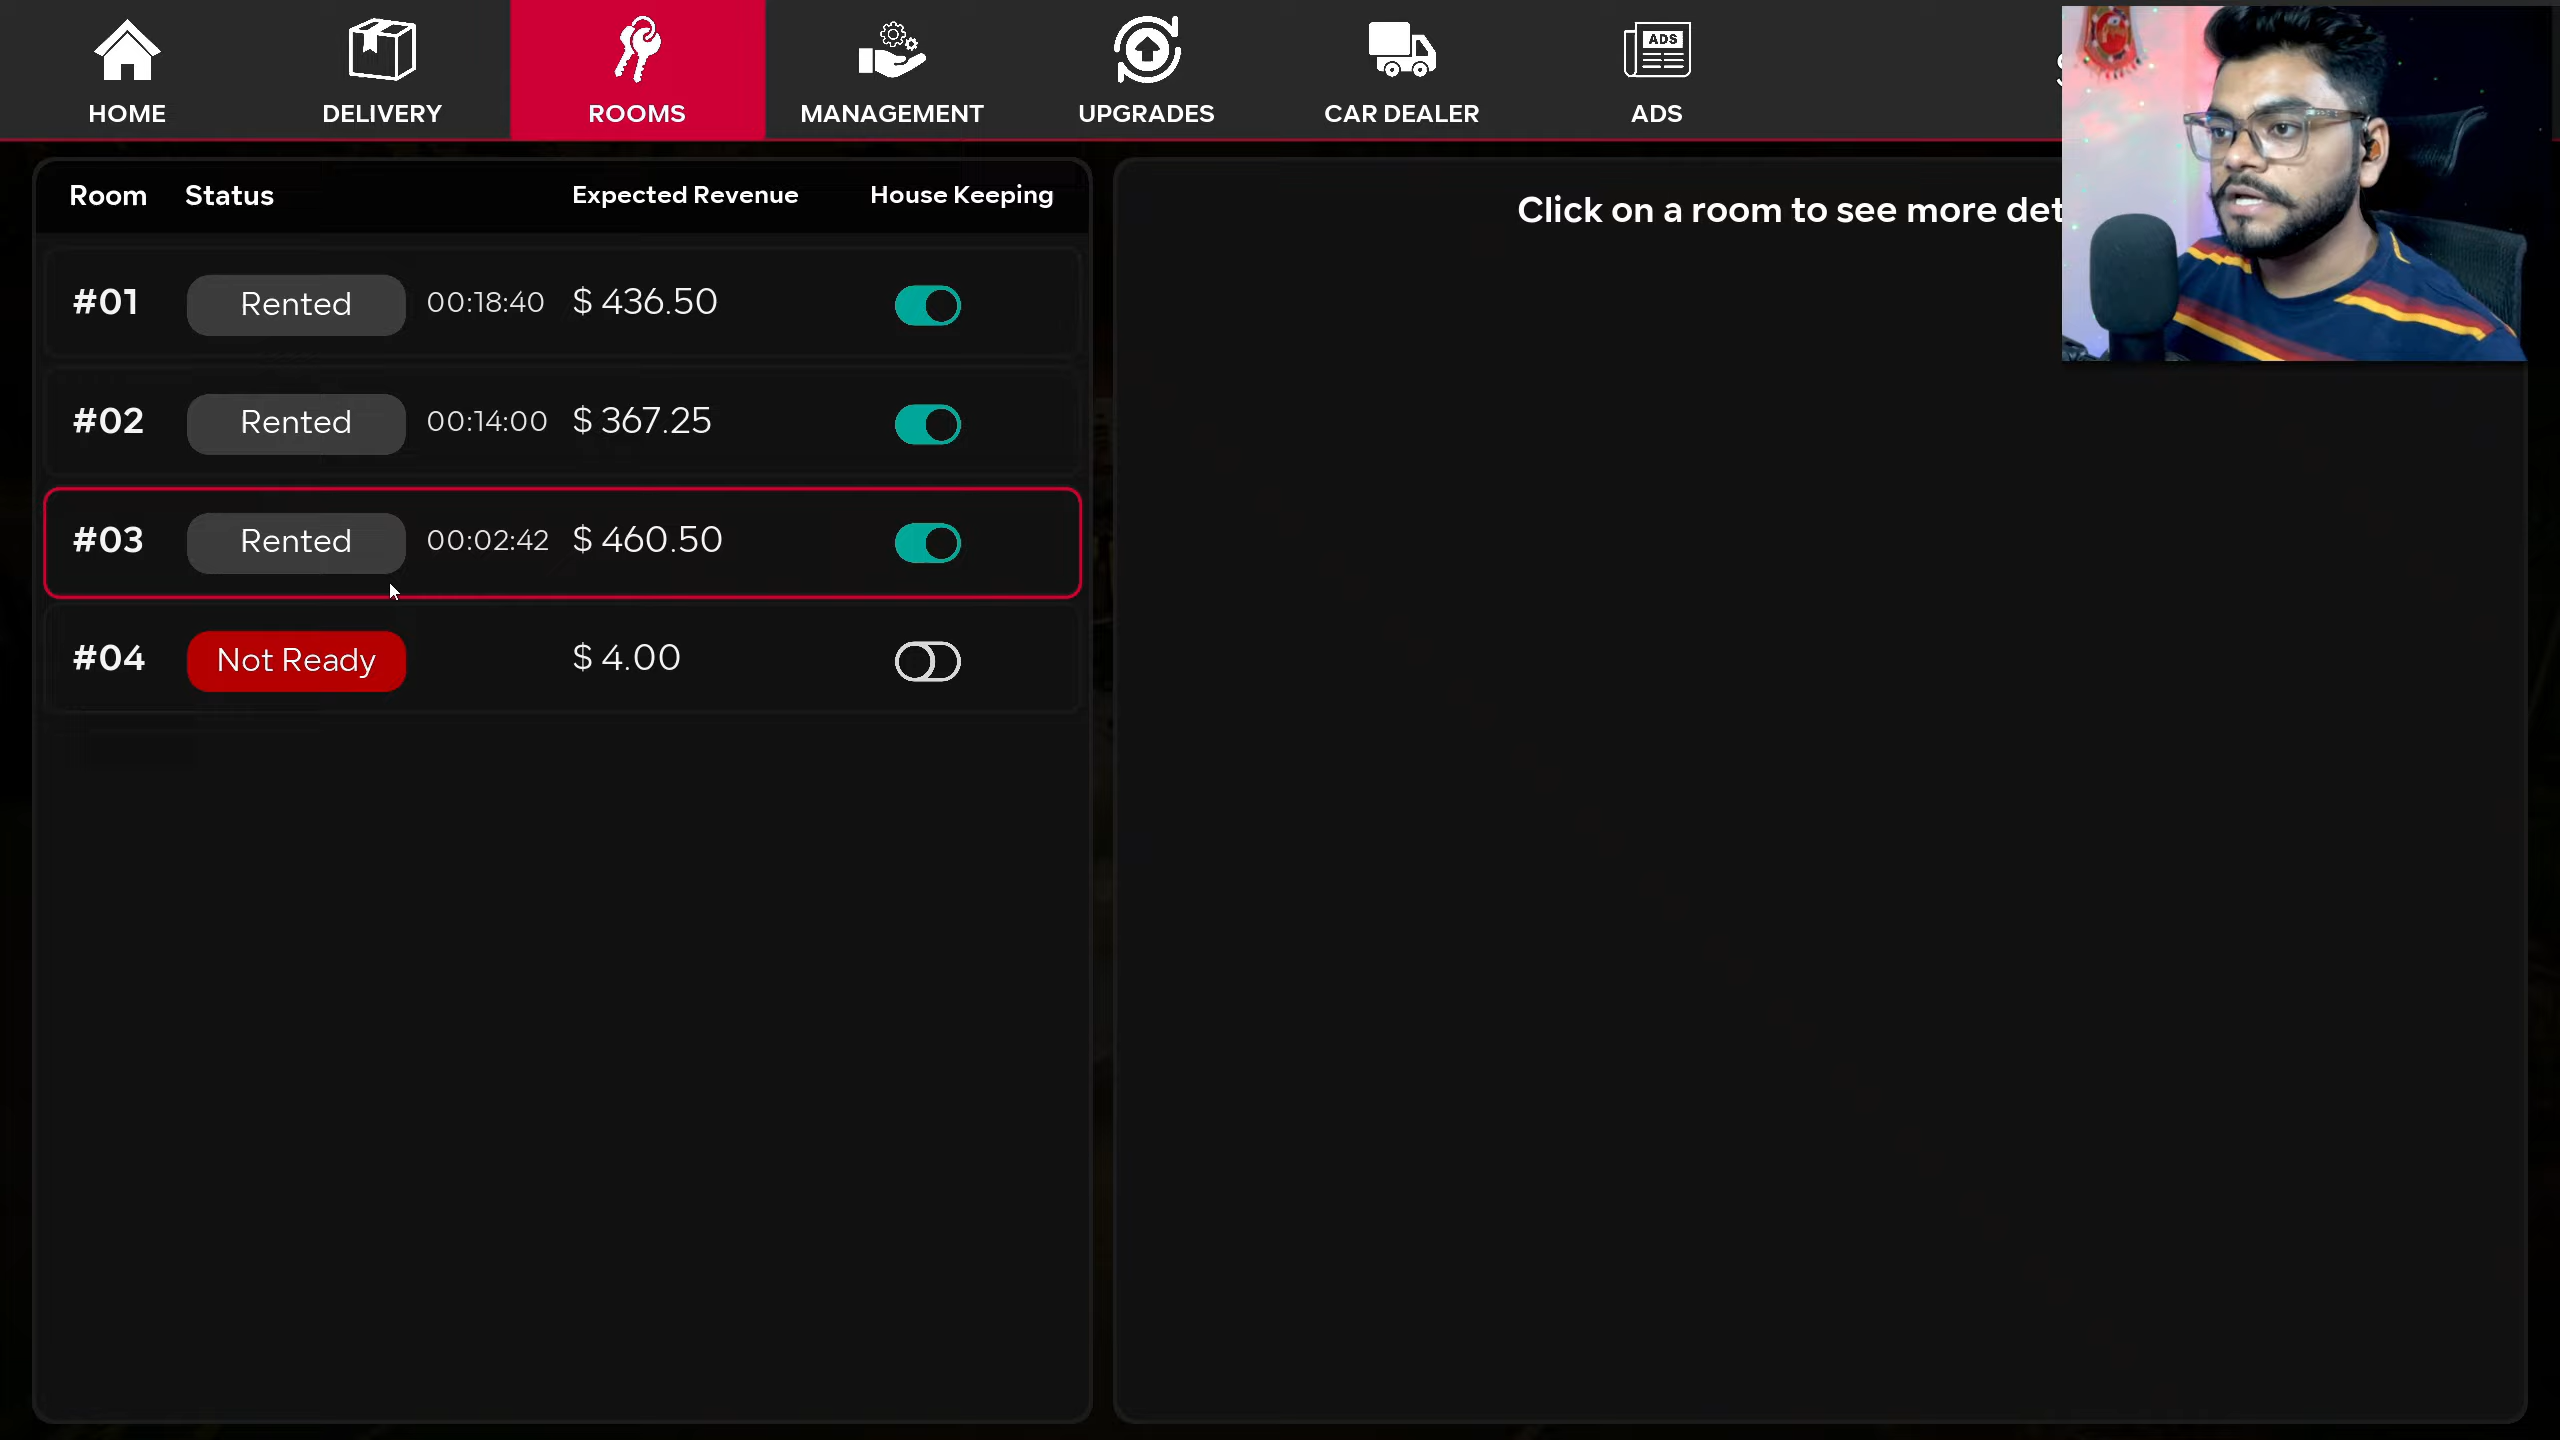 HOME
DELIVERY
ROOMS
MANAGEMENT
UPGRADES
CAR DEALER
ADS
ADS
Room Status Expected Revenue House Keeping
#01 Rented 00:18:40 $ 436.50
#02 Rented 00:14:00 $ 367.25
#03 Rented 00:02:42 $ 460.50
#04 Not Ready $ 4.00
Click on a room to see more det